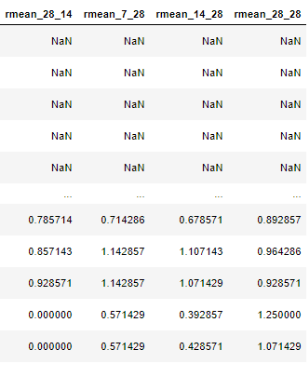 rmean_28_14 rmean_7_28 rmean_14_28 rmean_28_28
NaN NaN NaN NaN
NaN NaN NaN NaN
NaN NaN NaN NaN
NaN NaN NaN NaN
NaN NaN NaN NaN
... ... ... ...
0.785714 0.714286 0.678571 0.892857
0.857143 1.142857 1.107143 0.964286
0.928571 1.142857 1.071429 0.928571
0.000000 0.571429 0.392857 1.250000
0.000000 0.571429 0.428571 1.071429